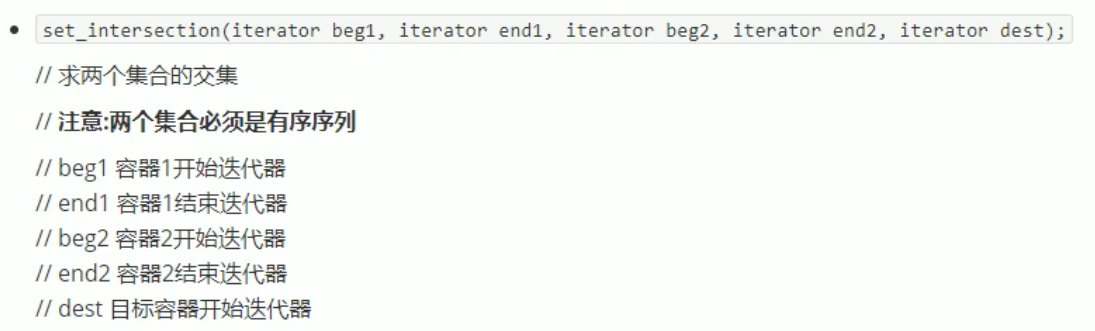 set_intersection(iterator beg1, iterator end1, iterator beg2, iterator end2, iterator dest);
// 求两个集合的交集
// 注意:两个集合必须是有序序列
// beg1 容器1开始迭代器
// end1 容器1结束迭代器
// beg2 容器2开始迭代器
// end2 容器2结束迭代器
// dest 目标容器开始迭代器